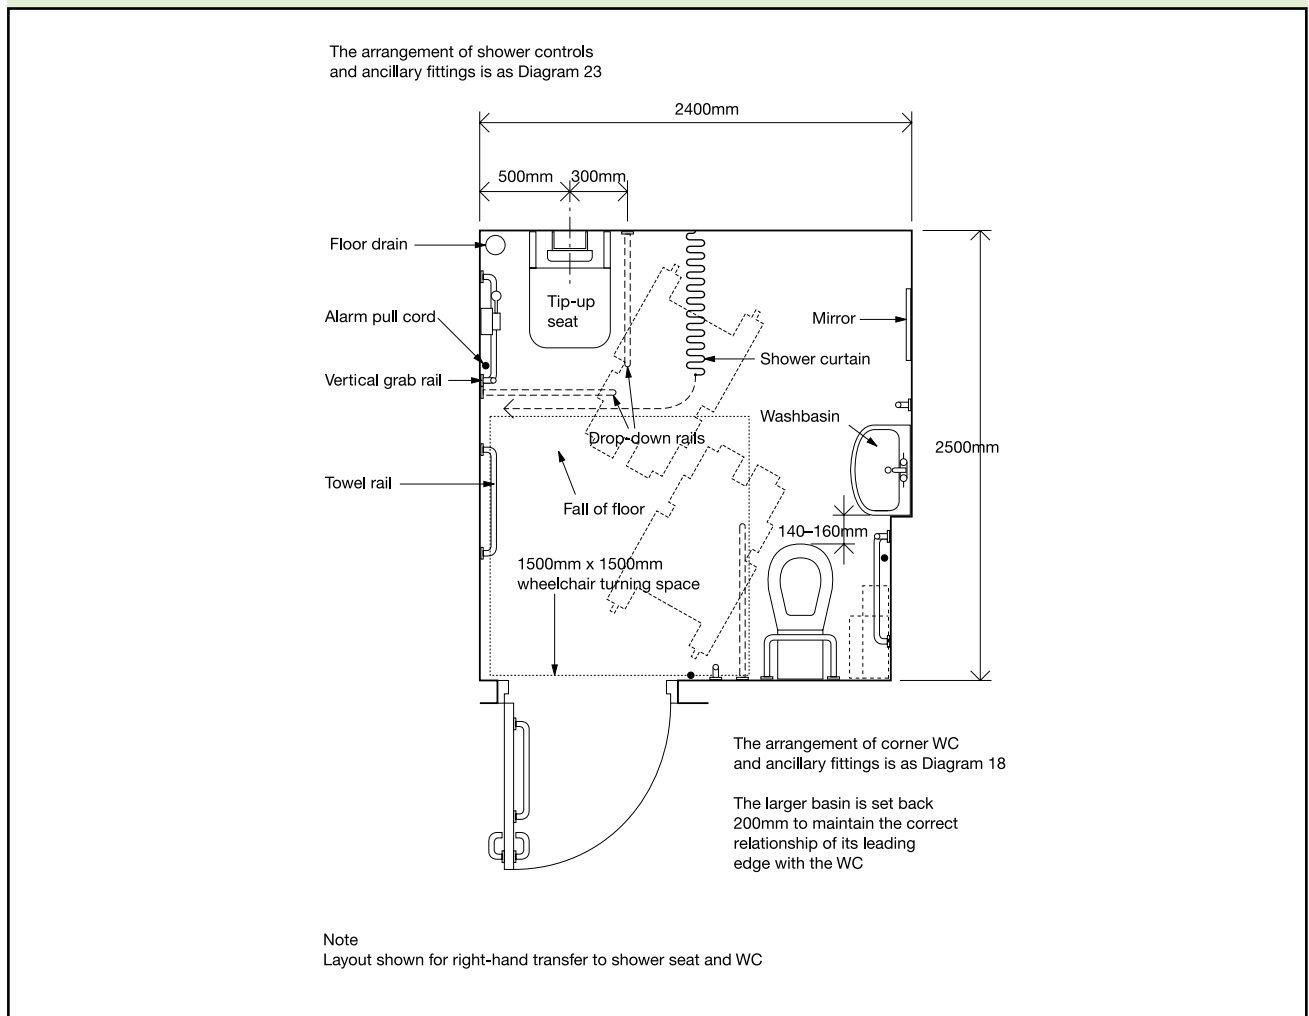 The arrangement of shower controls
and ancillary fittings is as Diagram 23
2400mm
500mm
300mm
Floor drain
Alarm pull cord
Tip-up
seat
Mirror
Shower curtain
Vertical grab rail
Washbasin
Drop-down rails
2500mm
Towel rail
Fall of floor
140–160mm
1500mm x 1500mm
wheelchair turning space
The arrangement of corner WC
and ancillary fittings is as Diagram 18
The larger basin is set back
200mm to maintain the correct
relationship of its leading
edge with the WC
Note
Layout shown for right-hand transfer to shower seat and WC